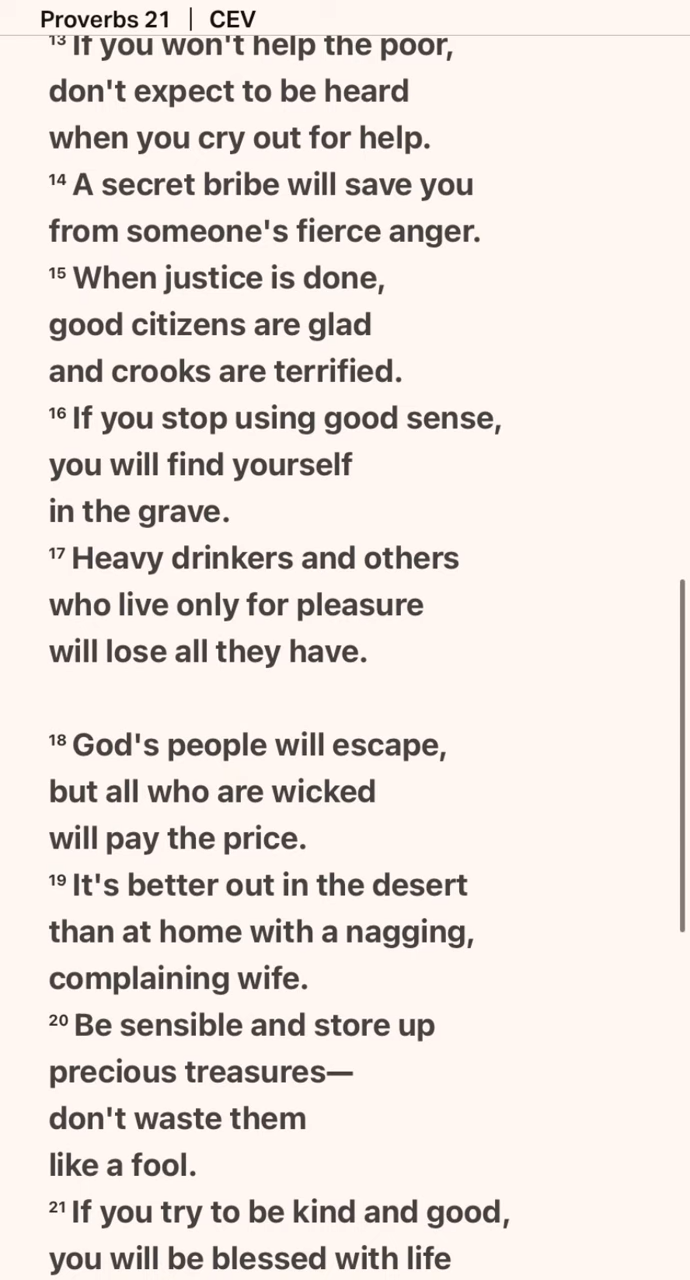 Proverbs 21 | CEV
13 If you won't help the poor,
don't expect to be heard
when you cry out for help.
14 A secret bribe will save you
from someone's fierce anger.
15 When justice is done,
good citizens are glad
and crooks are terrified.
16 If you stop using good sense,
you will find yourself
in the grave.
17 Heavy drinkers and others
who live only for pleasure
will lose all they have.
18 God's people will escape,
but all who are wicked
will pay the price.
19 It's better out in the desert
than at home with a nagging,
complaining wife.
20 Be sensible and store up
precious treasures—
don't waste them
like a fool.
21 If you try to be kind and good,
you will be blessed with life